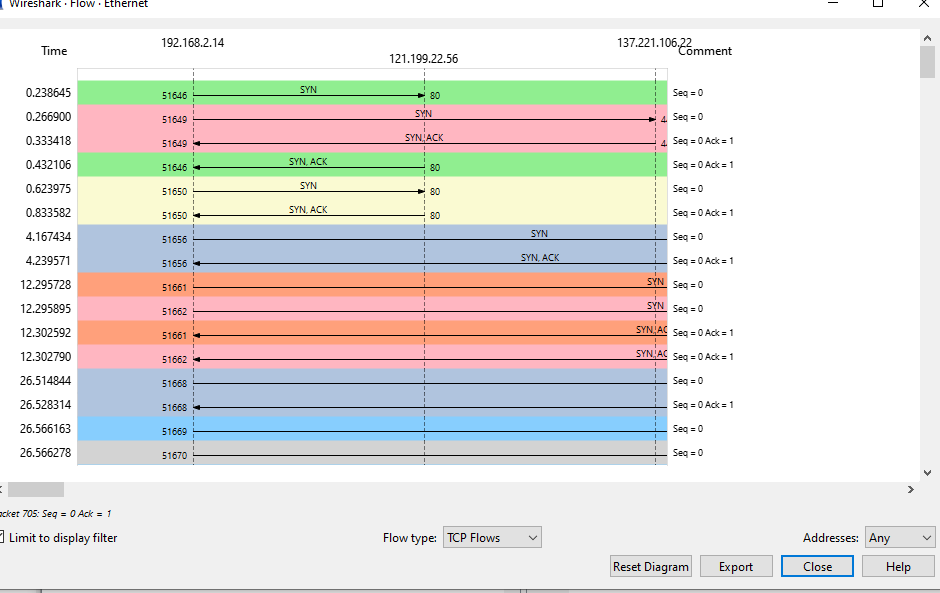 Wireshark · Flow · Ethernet
192.168.2.14 137.221.106.22
Time 121.199.22.56 Comment
0.238645 51646 SYN 80 Seq = 0
0.266900 51649 SYN Seq = 0
0.333418 51649 SYN, ACK Seq = 0 Ack = 1
0.432106 51646 SYN, ACK 80 Seq = 0 Ack = 1
0.623975 51650 SYN 80 Seq = 0
0.833582 51650 SYN, ACK 80 Seq = 0 Ack = 1
4.167434 51656 SYN Seq = 0
4.239571 51656 SYN, ACK Seq = 0 Ack = 1
12.295728 51661 SYN Seq = 0
12.295895 51662 SYN Seq = 0
12.302592 51661 SYN, AC Seq = 0 Ack = 1
12.302790 51662 SYN, AC Seq = 0 Ack = 1
26.514844 51668 Seq = 0
26.528314 51668 Seq = 0 Ack = 1
26.566163 51669 Seq = 0
26.566278 51670 Seq = 0
acket 705: Seq = 0 Ack = 1
Limit to display filter Flow type: TCP Flows Addresses: Any
Reset Diagram Export Close Help